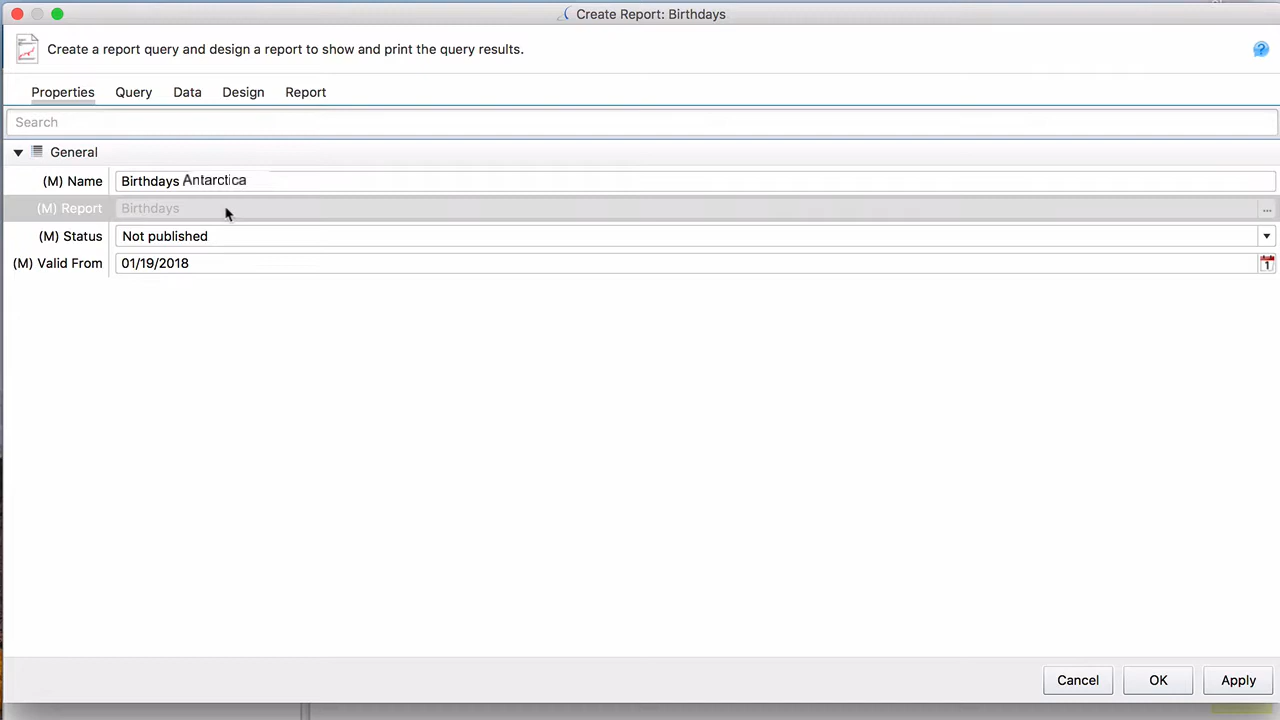 Create Report: Birthdays
Create a report query and design a report to show and print the query results.
?
Properties Query Data Design Report
Search
General
(M) Name Birthdays Antarctica
(M) Report Birthdays ...
(M) Status Not published
(M) Valid From 01/19/2018 1
Cancel OK Apply